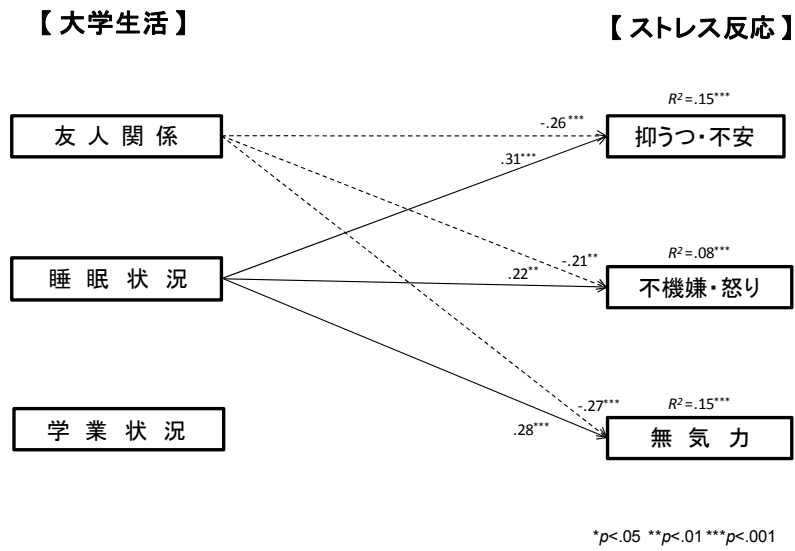 【 大学生活 】
【 ストレス反応 】
R²=.15***
友 人 関 係
-.26 ***
抑うつ・不安
.31***
R²=.08***
-.21**
睡 眠 状 況
.22**
不機嫌・怒り
R²=.15***
-.27***
学 業 状 況
.28***
無 気 力
*p<.05 **p<.01 ***p<.001